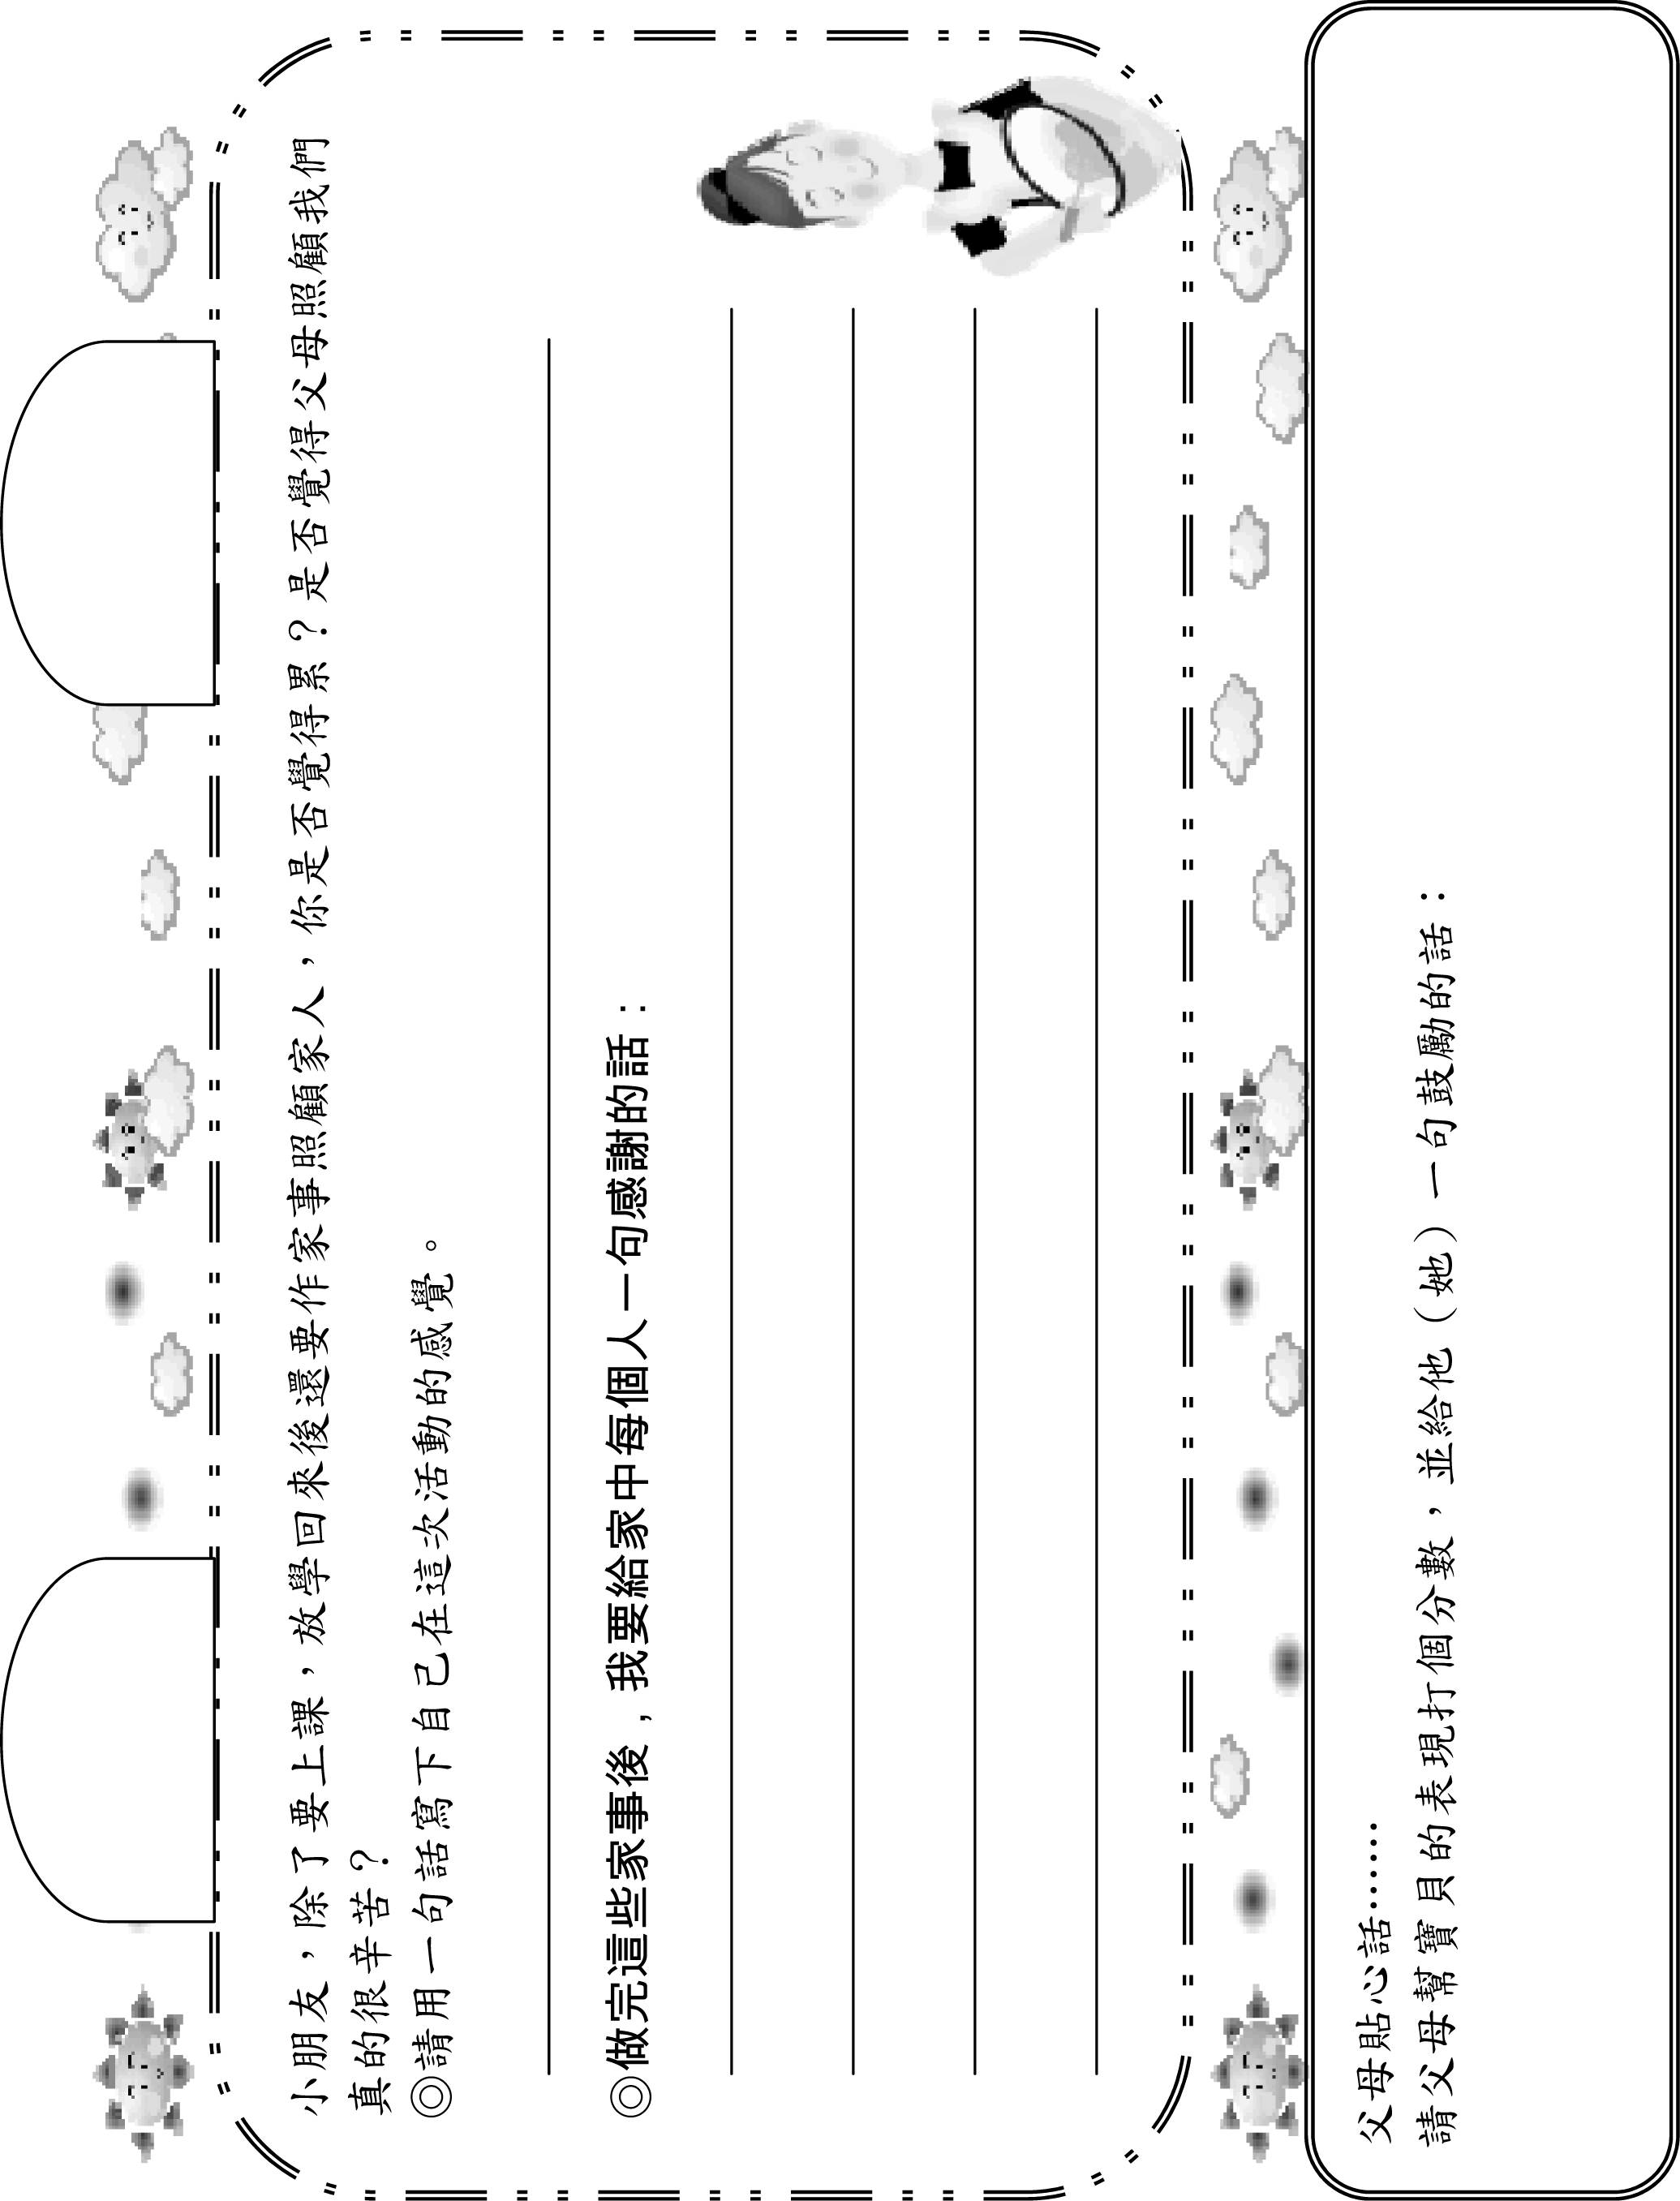 小朋友，除了要上課，放學回來後還要作家事照顧家人，你是否覺得累？是否覺得父母照顧我們
真的很辛苦？
◎請用一句話寫下自己在這次活動的感覺。
◎做完這些家事後，我要給家中每個人一句感謝的話：
父母貼心話……
請父母幫寶貝的表現打個分數，並給他（她）一句鼓勵的話：